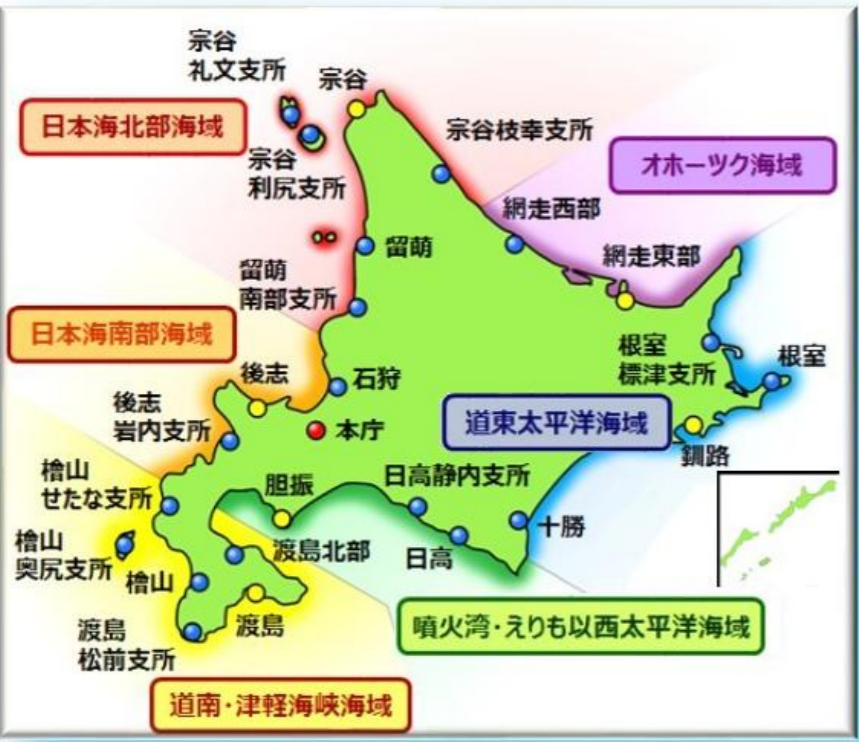 宗谷
礼文支所
宗谷
日本海北部海域
宗谷枝幸支所
オホーツク海域
宗谷
利尻支所
網走西部
留萌
網走東部
留萌
南部支所
日本海南部海域
根室
標津支所
根室
後志
石狩
後志
岩内支所
本庁
道東太平洋海域
釧路
檜山
せたな支所
胆振
日高静内支所
十勝
檜山
奥尻支所
渡島北部
日高
檜山
渡島
松前支所
渡島
噴火湾・えりも以西太平洋海域
道南・津軽海峡海域